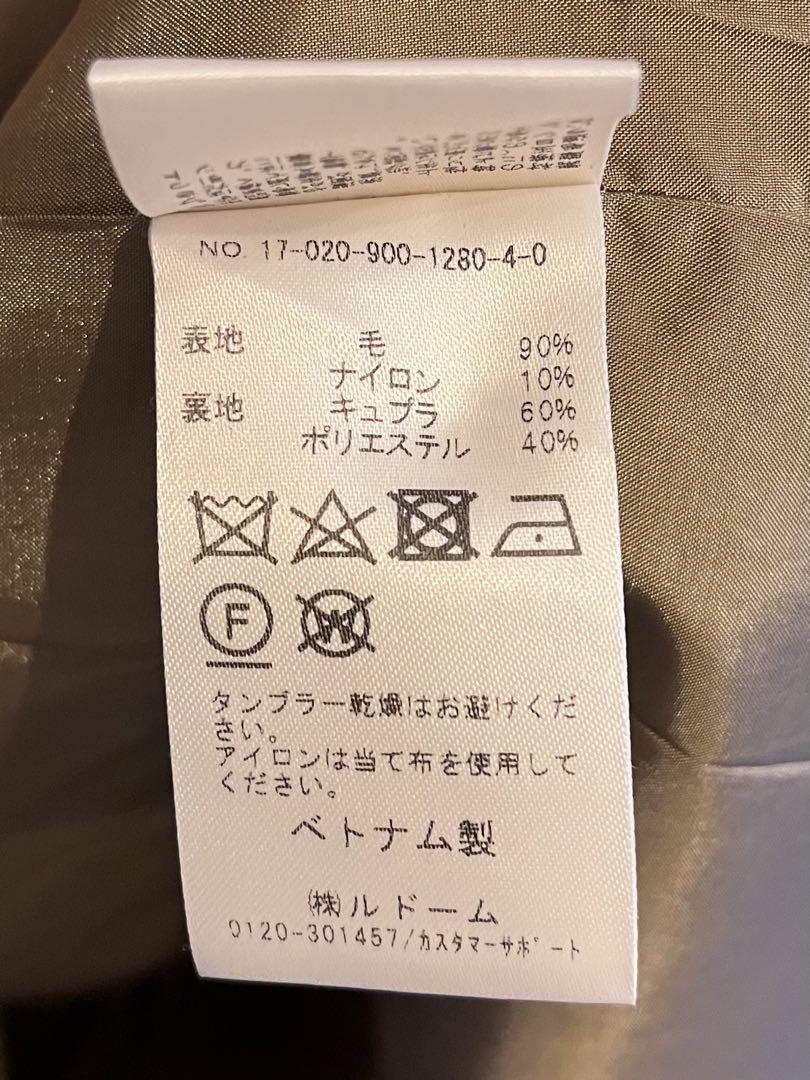 NO. 17-020-900-1280-4-0
表地 毛 90%
ナイロン 10%
裏地 キュプラ 60%
ポリエステル 40%
F W
タンブラー乾燥はお避けくだ
さい。
アイロンは当て布を使用して
ください。
ベトナム製
㈱ルドーム
0120-301457/カスタマーサポート